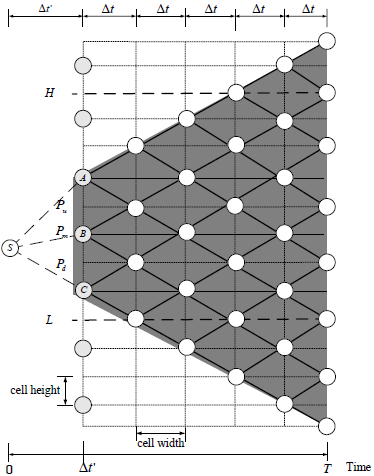 Δt' Δt Δt Δt Δt Δt
H
A
P_u
P_m B
S
P_d
C
L
cell height
cell width
0 Δt' T Time